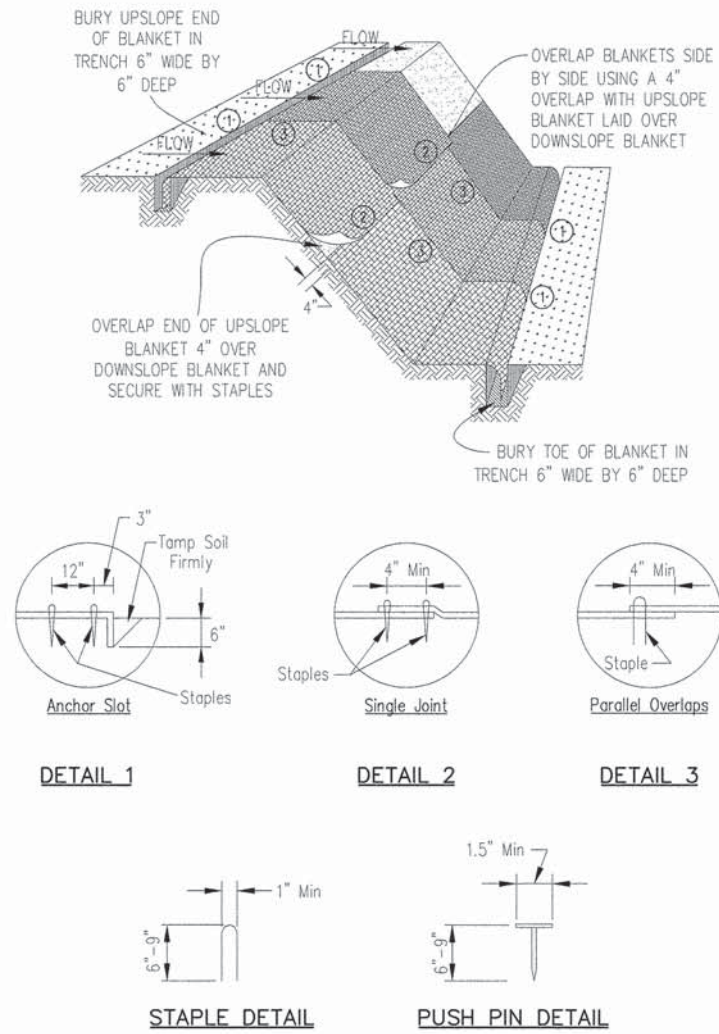 BURY UPSLOPE END
OF BLANKET IN
TRENCH 6" WIDE BY
6" DEEP
FLOW
FLOW
FLOW
1
1
1
OVERLAP BLANKETS SIDE
BY SIDE USING A 4"
OVERLAP WITH UPSLOPE
BLANKET LAID OVER
DOWNSLOPE BLANKET
3
2
3
2
3
1
1
4"
OVERLAP END OF UPSLOPE
BLANKET 4" OVER
DOWNSLOPE BLANKET AND
SECURE WITH STAPLES
BURY TOE OF BLANKET IN
TRENCH 6" WIDE BY 6" DEEP
3"
12"
Tamp Soil
Firmly
6"
Staples
Anchor Slot
DETAIL 1
4" Min
Staples
Single Joint
DETAIL 2
4" Min
Staple
Parallel Overlaps
DETAIL 3
1" Min
6"-9"
STAPLE DETAIL
1.5" Min
6"-9"
PUSH PIN DETAIL